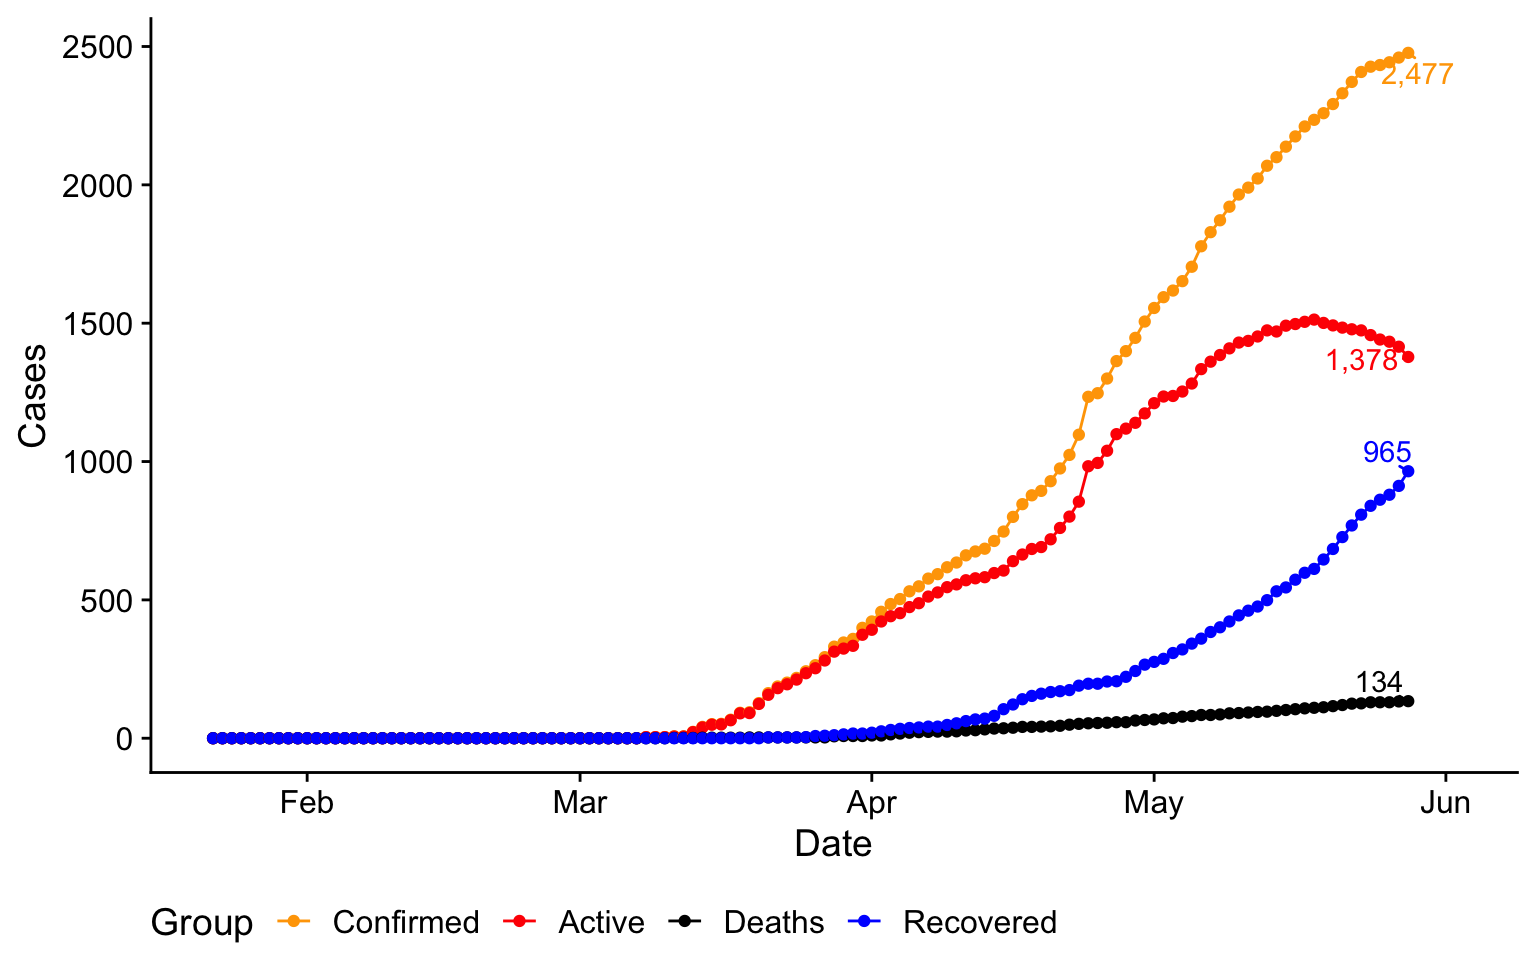 2500
2000
1500
1000
500
0
Cases
2,477
1,378
965
134
Feb Mar Apr May Jun
Date
Group Confirmed Active Deaths Recovered